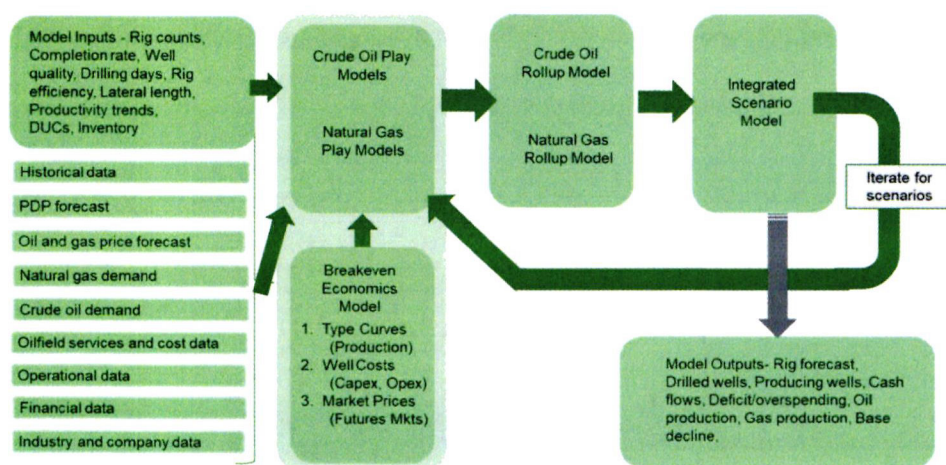 Model Inputs - Rig counts,
Completion rate, Well
quality, Drilling days, Rig
efficiency, Lateral length,
Productivity trends,
DUCs, Inventory
Historical data
PDP forecast
Oil and gas price forecast
Natural gas demand
Crude oil demand
Oilfield services and cost data
Operational data
Financial data
Industry and company data
Crude Oil Play
Models
Natural Gas
Play Models
Breakeven
Economics
Model
1. Type Curves
(Production)
2. Well Costs
(Capex, Opex)
3. Market Prices
(Futures Mkts)
Crude Oil
Rollup Model
Natural Gas
Rollup Model
Integrated
Scenario
Model
Iterate for
scenarios
Model Outputs- Rig forecast,
Drilled wells, Producing wells, Cash
flows, Deficit/overspending, Oil
production, Gas production, Base
decline,